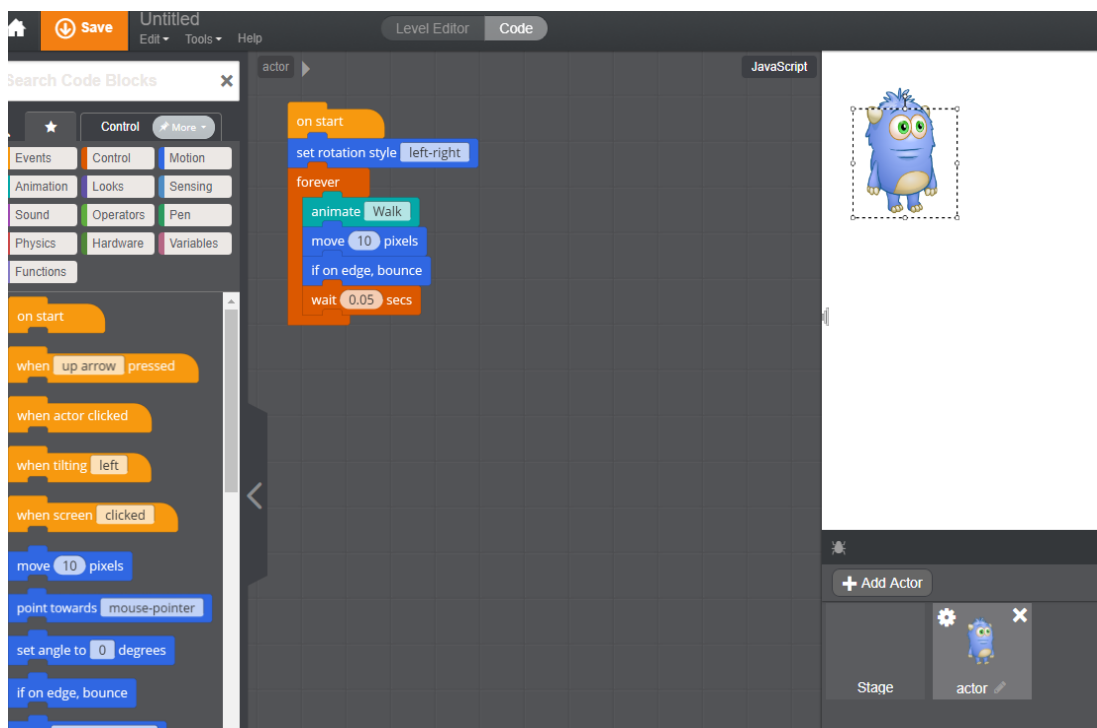 Save
Untitled
Edit Tools Help
Level Editor Code
Search Code Blocks
Control More
Events Control Motion
Animation Looks Sensing
Sound Operators Pen
Physics Hardware Variables
Functions
on start
when up arrow pressed
when actor clicked
when tilting left
when screen clicked
move 10 pixels
point towards mouse-pointer
set angle to 0 degrees
if on edge, bounce
actor
JavaScript
on start
set rotation style left-right
forever
animate Walk
move 10 pixels
if on edge, bounce
wait 0.05 secs
Add Actor
Stage
actor